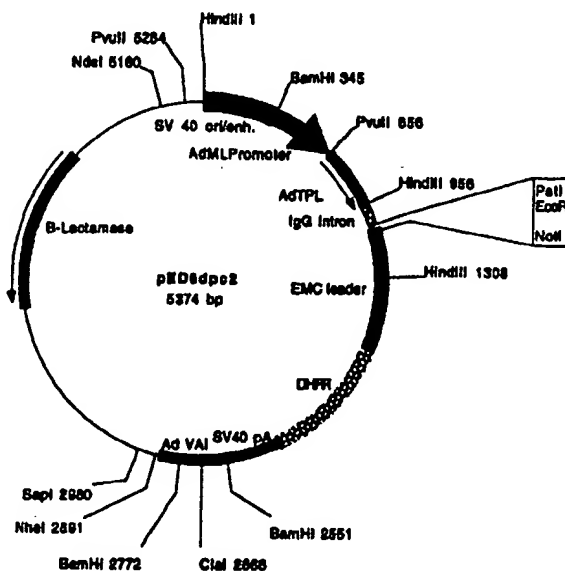 HindIII 1
PvuII 5264
NdeI 5160
BamHI 345
SV 40 ori/enh.
AdMLPromoter
PvuII 656
AdTPL
IgG Intron
HindIII 956
PstI
EcoR
NotI
B-Lactamase
pED6dpc2
5374 bp
EMC leader
HindIII 1308
DHFR
SV40 pA
Ad VAI
SapI 2980
NheI 2891
BamHI 2772
ClaI 2668
BamHI 2551